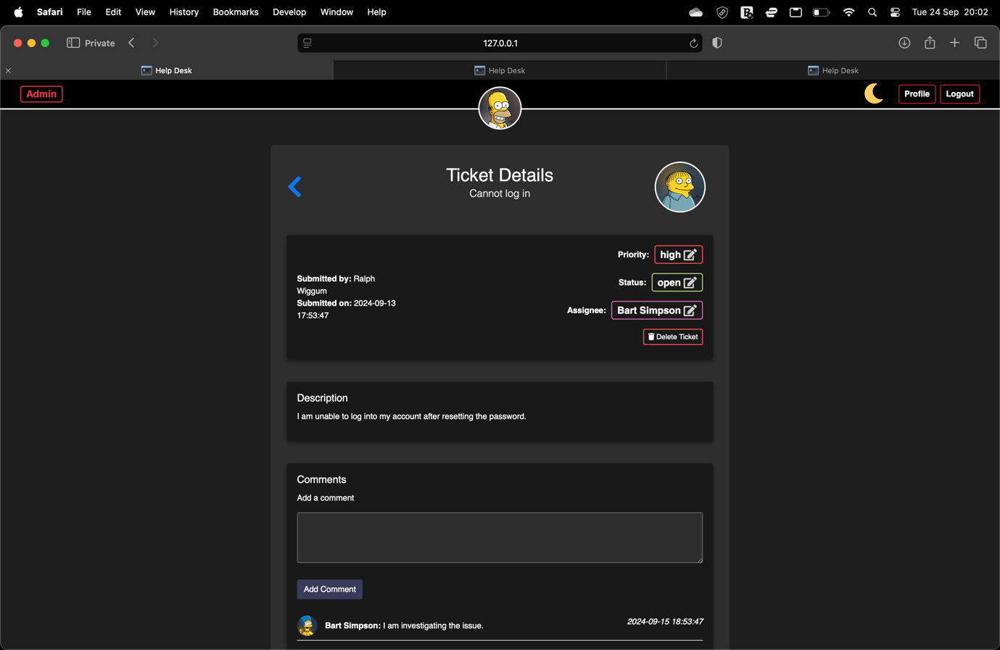 Safari File Edit View History Bookmarks Develop Window Help Tue 24 Sep 20:02
Private 127.0.0.1
Help Desk Help Desk Help Desk
Admin Profile Logout
Ticket Details
Cannot log in
Priority: high
Status: open
Submitted by: Ralph
Wiggum
Submitted on: 2024-09-13
17:53:47
Assignee: Bart Simpson
Delete Ticket
Description
I am unable to log into my account after resetting the password.
Comments
Add a comment
Add Comment
Bart Simpson: I am investigating the issue. 2024-09-15 18:53:47